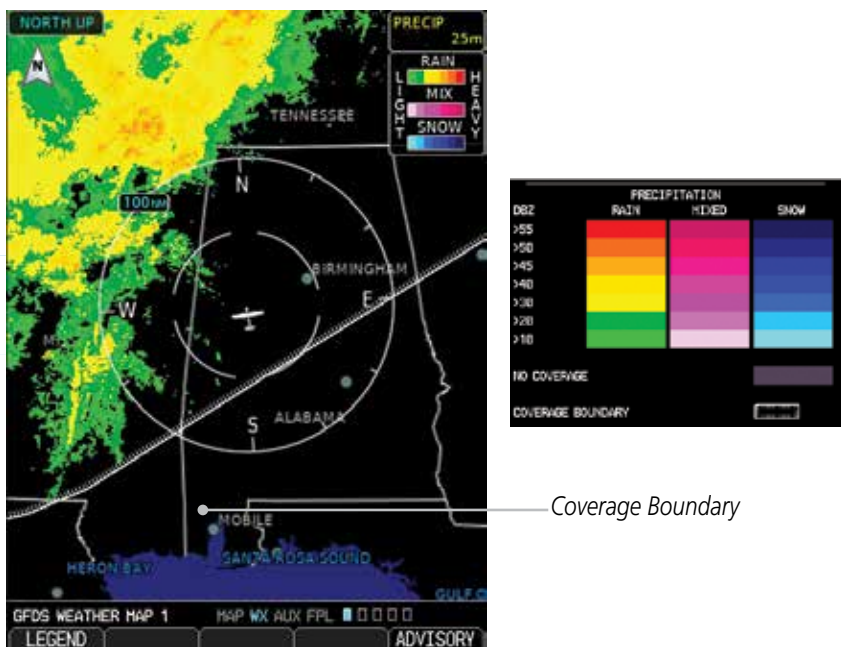 NORTH UP
PRECIP
25m
RAIN
LIGHT
HEAVY
MIX
SNOW
N
TENNESSEE
N
100NM
BIRMINGHAM
E
W
M
S
ALABAMA
MOBILE
SANTA ROSA SOUND
HERON BAY
GULF O
GFDS WEATHER MAP 1
MAP WX AUX FPL
LEGEND
ADVISORY
PRECIPITATION
DBZ RAIN MIXED SNOW
>55
>50
>45
>40
>30
>20
>10
NO COVERAGE
COVERAGE BOUNDARY
Coverage Boundary